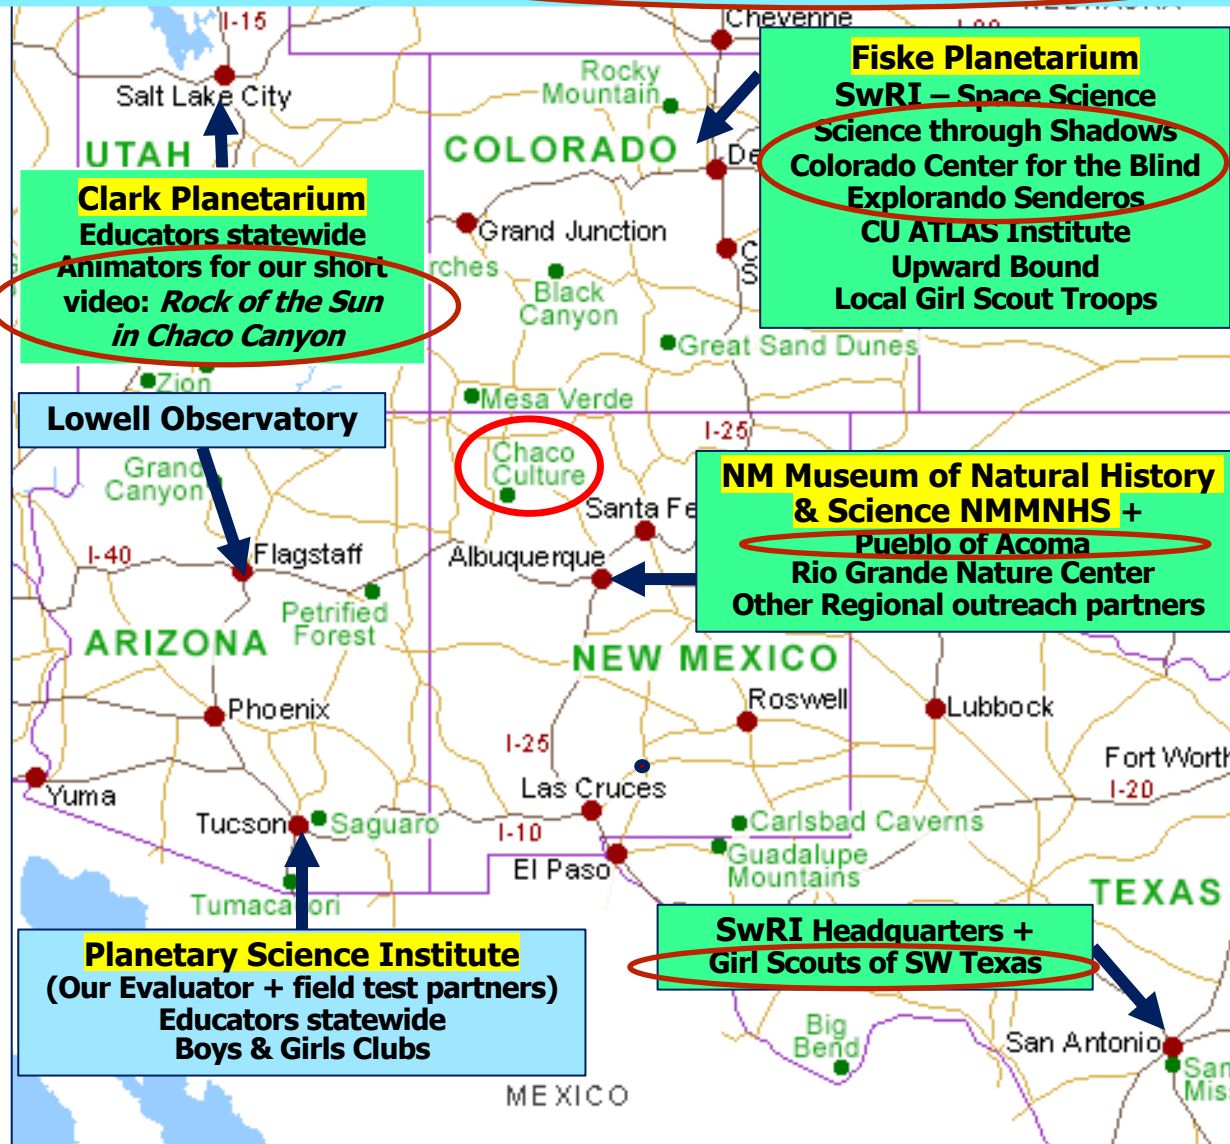 I-15
Cheyenne
Salt Lake City
UTAH
Rocky
Mountain
COLORADO
Fiske Planetarium
SwRI – Space Science
Science through Shadows
Colorado Center for the Blind
Explorando Senderos
CU ATLAS Institute
Upward Bound
Local Girl Scout Troops
De
Clark Planetarium
Educators statewide
Animators for our short
video: Rock of the Sun
in Chaco Canyon
Grand Junction
rches
Black
Canyon
C
S
Great Sand Dunes
Zion
Mesa Verde
Lowell Observatory
I-25
Chaco
Culture
Grand
Canyon
NM Museum of Natural History
& Science NMMNHS +
Pueblo of Acoma
Rio Grande Nature Center
Other Regional outreach partners
Santa Fe
I-40
Flagstaff
Albuquerque
Petrified
Forest
ARIZONA
NEW MEXICO
Phoenix
Roswell
Lubbock
I-25
Fort Worth
Yuma
Las Cruces
I-20
Tucson
Saguaro
I-10
Carlsbad Caverns
El Paso
Guadalupe
Mountains
Tumacacori
TEXAS
SwRI Headquarters +
Girl Scouts of SW Texas
Planetary Science Institute
(Our Evaluator + field test partners)
Educators statewide
Boys & Girls Clubs
Big
Bend
San Antonio
San
Mis
MEXICO